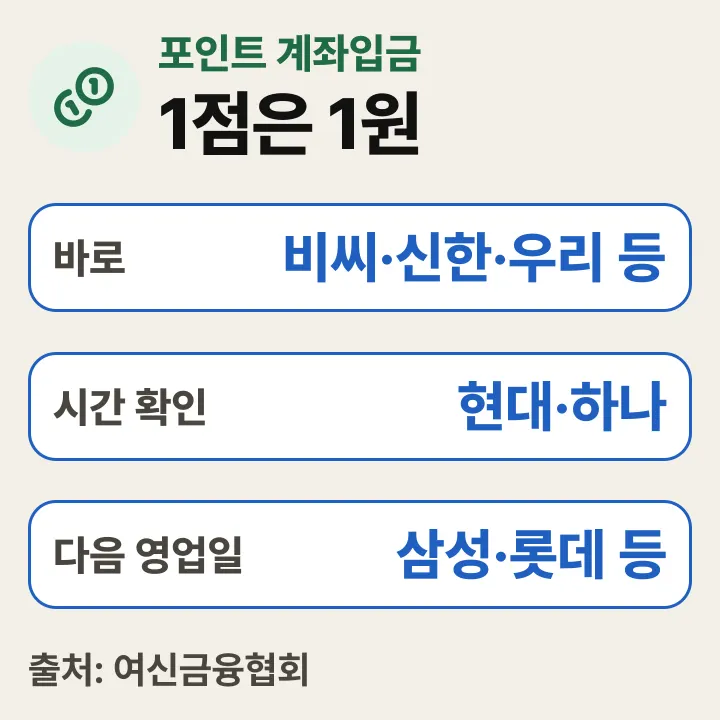 포인트 계좌입금
1점은 1원
바로
비씨·신한·우리 등
시간 확인
현대·하나
다음 영업일
삼성·롯데 등
출처: 여신금융협회